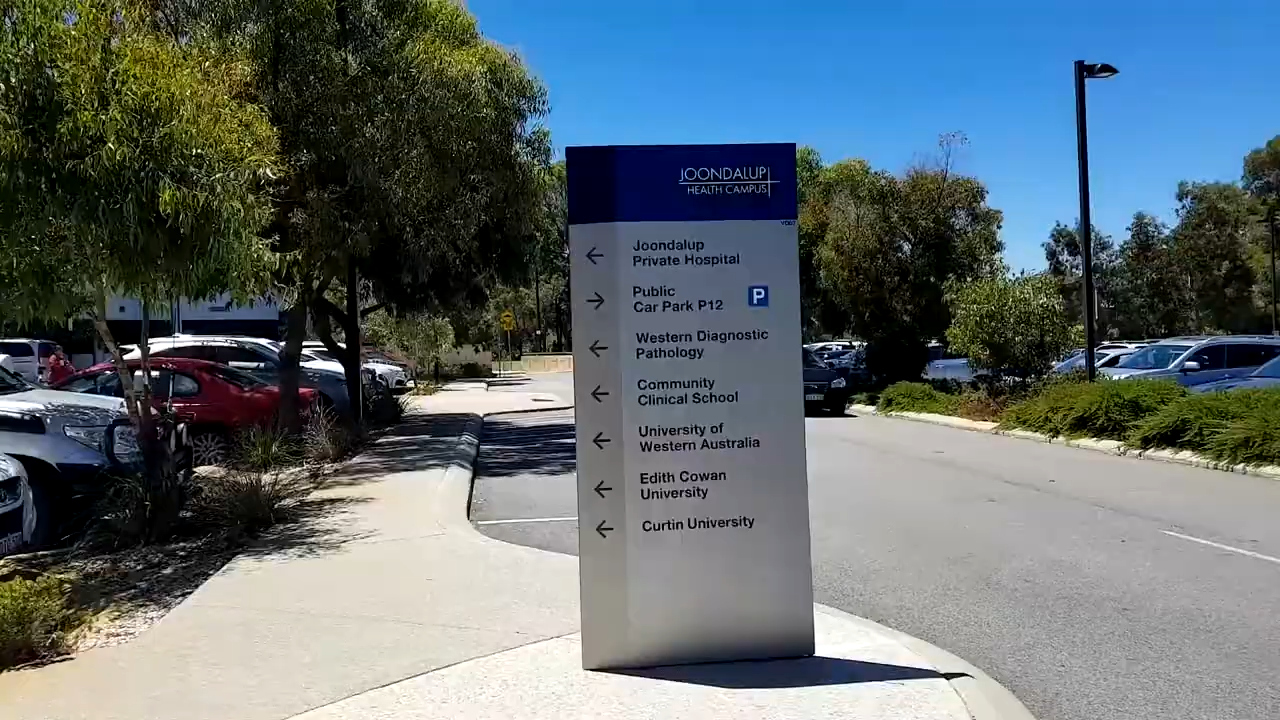 JOONDALUP
HEALTH CAMPUS
←
Joondalup
Private Hospital
→
Public
Car Park P12
P
←
Western Diagnostic
Pathology
←
Community
Clinical School
←
University of
Western Australia
←
Edith Cowan
University
←
Curtin University